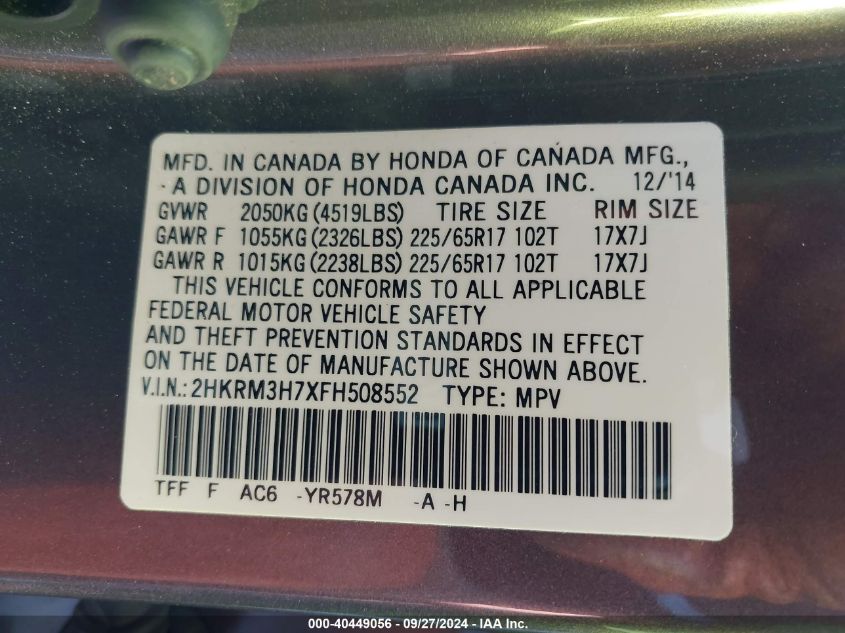 MFD. IN CANADA BY HONDA OF CANADA MFG.,
A DIVISION OF HONDA CANADA INC. 12/'14
GVWR 2050KG (4519LBS) TIRE SIZE RIM SIZE
GAWR F 1055KG (2326LBS) 225/65R17 102T 17X7J
GAWR R 1015KG (2238LBS) 225/65R17 102T 17X7J
THIS VEHICLE CONFORMS TO ALL APPLICABLE
FEDERAL MOTOR VEHICLE SAFETY
AND THEFT PREVENTION STANDARDS IN EFFECT
ON THE DATE OF MANUFACTURE SHOWN ABOVE.
V.I.N.: 2HKRM3H7XFH508552 TYPE: MPV
TFF F AC6 -YR578M -A -H
000-40449056 - 09/27/2024 - IAA Inc.